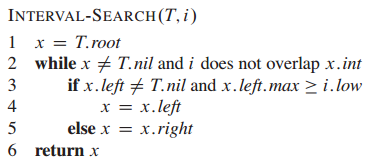 INTERVAL-SEARCH(T, i)
1 x = T.root
2 while x ≠ T.nil and i does not overlap x.int
3 if x.left ≠ T.nil and x.left.max ≥ i.low
4 x = x.left
5 else x = x.right
6 return x